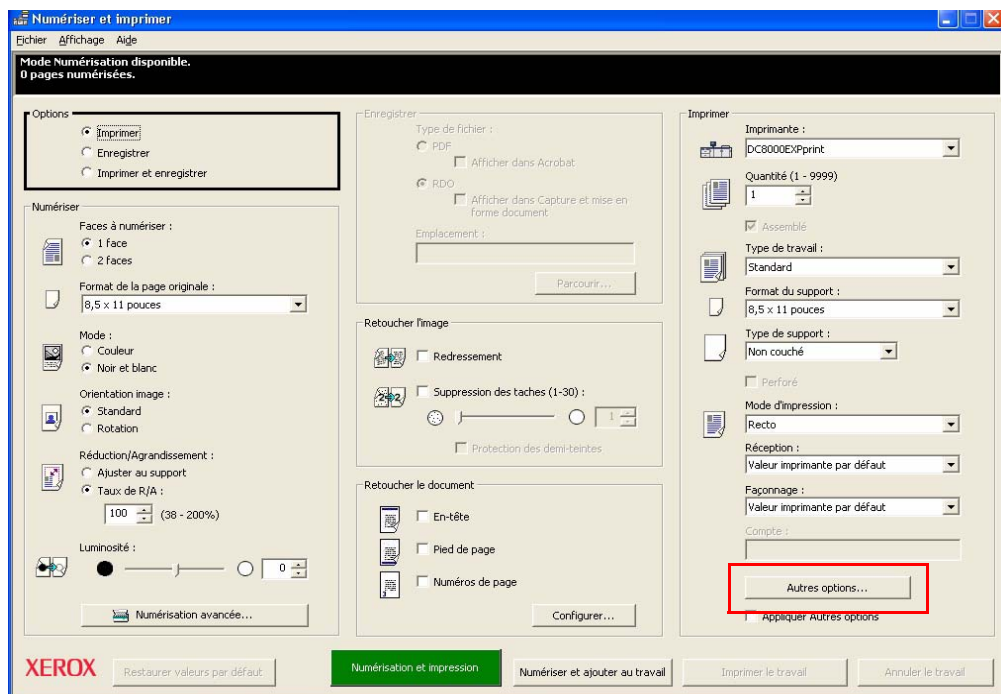 Numériser et imprimer
Fichier Affichage Aide
Mode Numérisation disponible.
0 pages numérisées.
Options
Imprimer
Enregistrer
Imprimer et enregistrer
Numériser
Faces à numériser :
1 face
2 faces
Format de la page originale :
8,5 x 11 pouces
Mode :
Couleur
Noir et blanc
Orientation image :
Standard
Rotation
Réduction/Agrandissement :
Ajuster au support
Taux de R/A :
100 (38 - 200%)
Luminosité :
0
Numérisation avancée...
Enregistrer
Type de fichier :
PDF
Afficher dans Acrobat
RDO
Afficher dans Capture et mise en
forme document
Emplacement :
Parcourir...
Retoucher l'image
Redressement
Suppression des taches (1-30) :
1
Protection des demi-teintes
Retoucher le document
En-tête
Pied de page
Numéros de page
Configurer...
Imprimer
Imprimante :
DC8000EXPprint
Quantité (1 - 9999)
1
Assemblé
Type de travail :
Standard
Format du support :
8,5 x 11 pouces
Type de support :
Non couché
Perforé
Mode d'impression :
Recto
Réception :
Valeur imprimante par défaut
Façonnage :
Valeur imprimante par défaut
Compte :
Autres options...
Appliquer Autres options
XEROX
Restaurer valeurs par défaut
Numérisation et impression
Numériser et ajouter au travail
Imprimer le travail
Annuler le travail